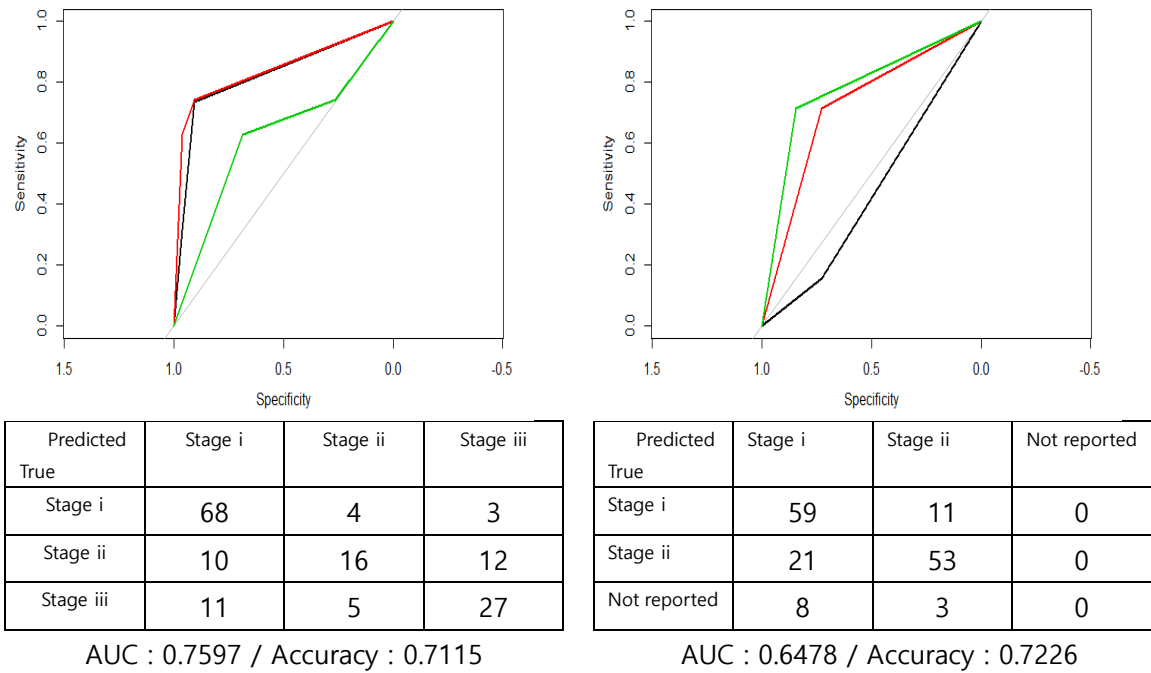 Sensitivity
1.0
0.8
0.6
0.4
0.2
0.0
1.5 1.0 0.5 0.0 -0.5
Specificity
Sensitivity
1.0
0.8
0.6
0.4
0.2
0.0
1.5 1.0 0.5 0.0 -0.5
Specificity
Predicted Stage i Stage ii Stage iii
True
Stage i 68 4 3
Stage ii 10 16 12
Stage iii 11 5 27
AUC : 0.7597 / Accuracy : 0.7115
Predicted Stage i Stage ii Not reported
True
Stage i 59 11 0
Stage ii 21 53 0
Not reported 8 3 0
AUC : 0.6478 / Accuracy : 0.7226